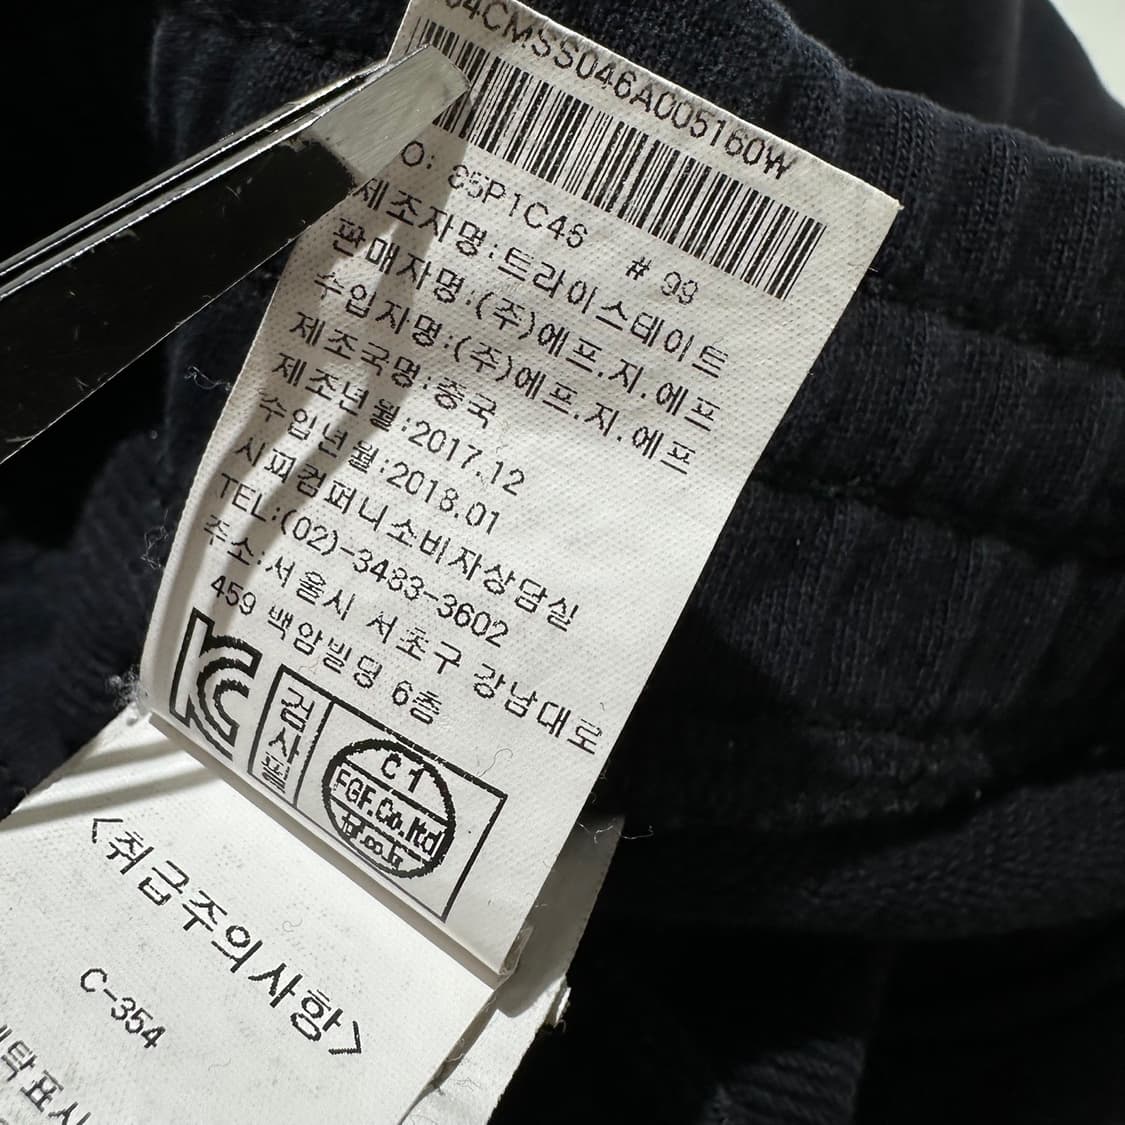 04CMSS046A005160W
O: 85P1C46 # 99
제조자명:트라이스테이트
판매자명:(주)에프.지.에프
수입자명:(주)에프.지.에프
제조국명:중국
제조년월:2017.12
수입년월:2018.01
시피컴퍼니소비자상담실
TEL:(02)-3483-3602
주소:서울시 서초구 강남대로
459 백암빌딩 6층
KC
검사필
C 1
FGF.Co.ltd
<취급주의사항>
C-354